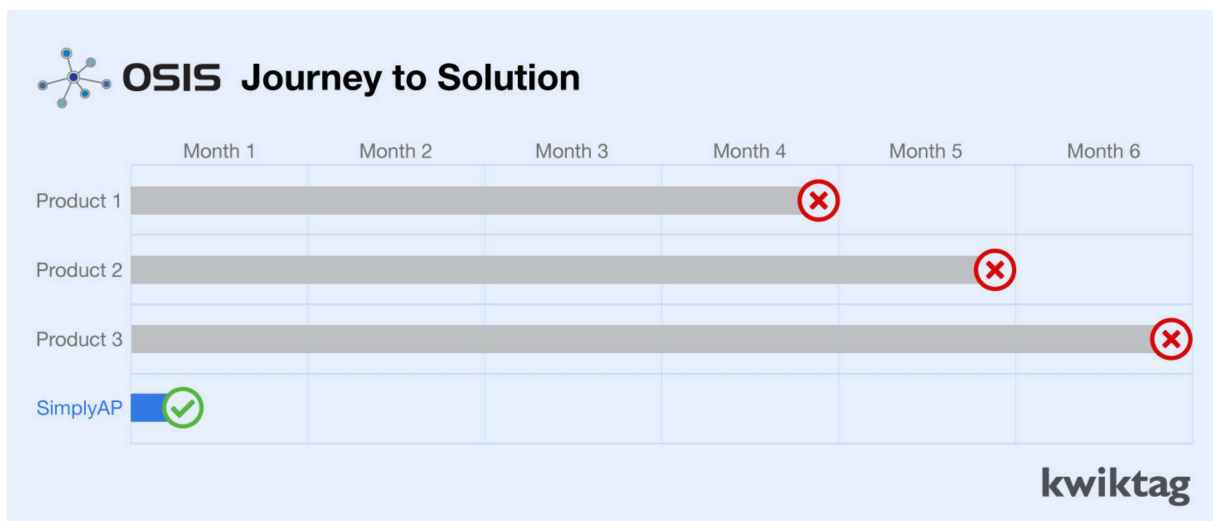 OSIS Journey to Solution
Month 1 Month 2 Month 3 Month 4 Month 5 Month 6
Product 1
Product 2
Product 3
SimplyAP
kwiktag